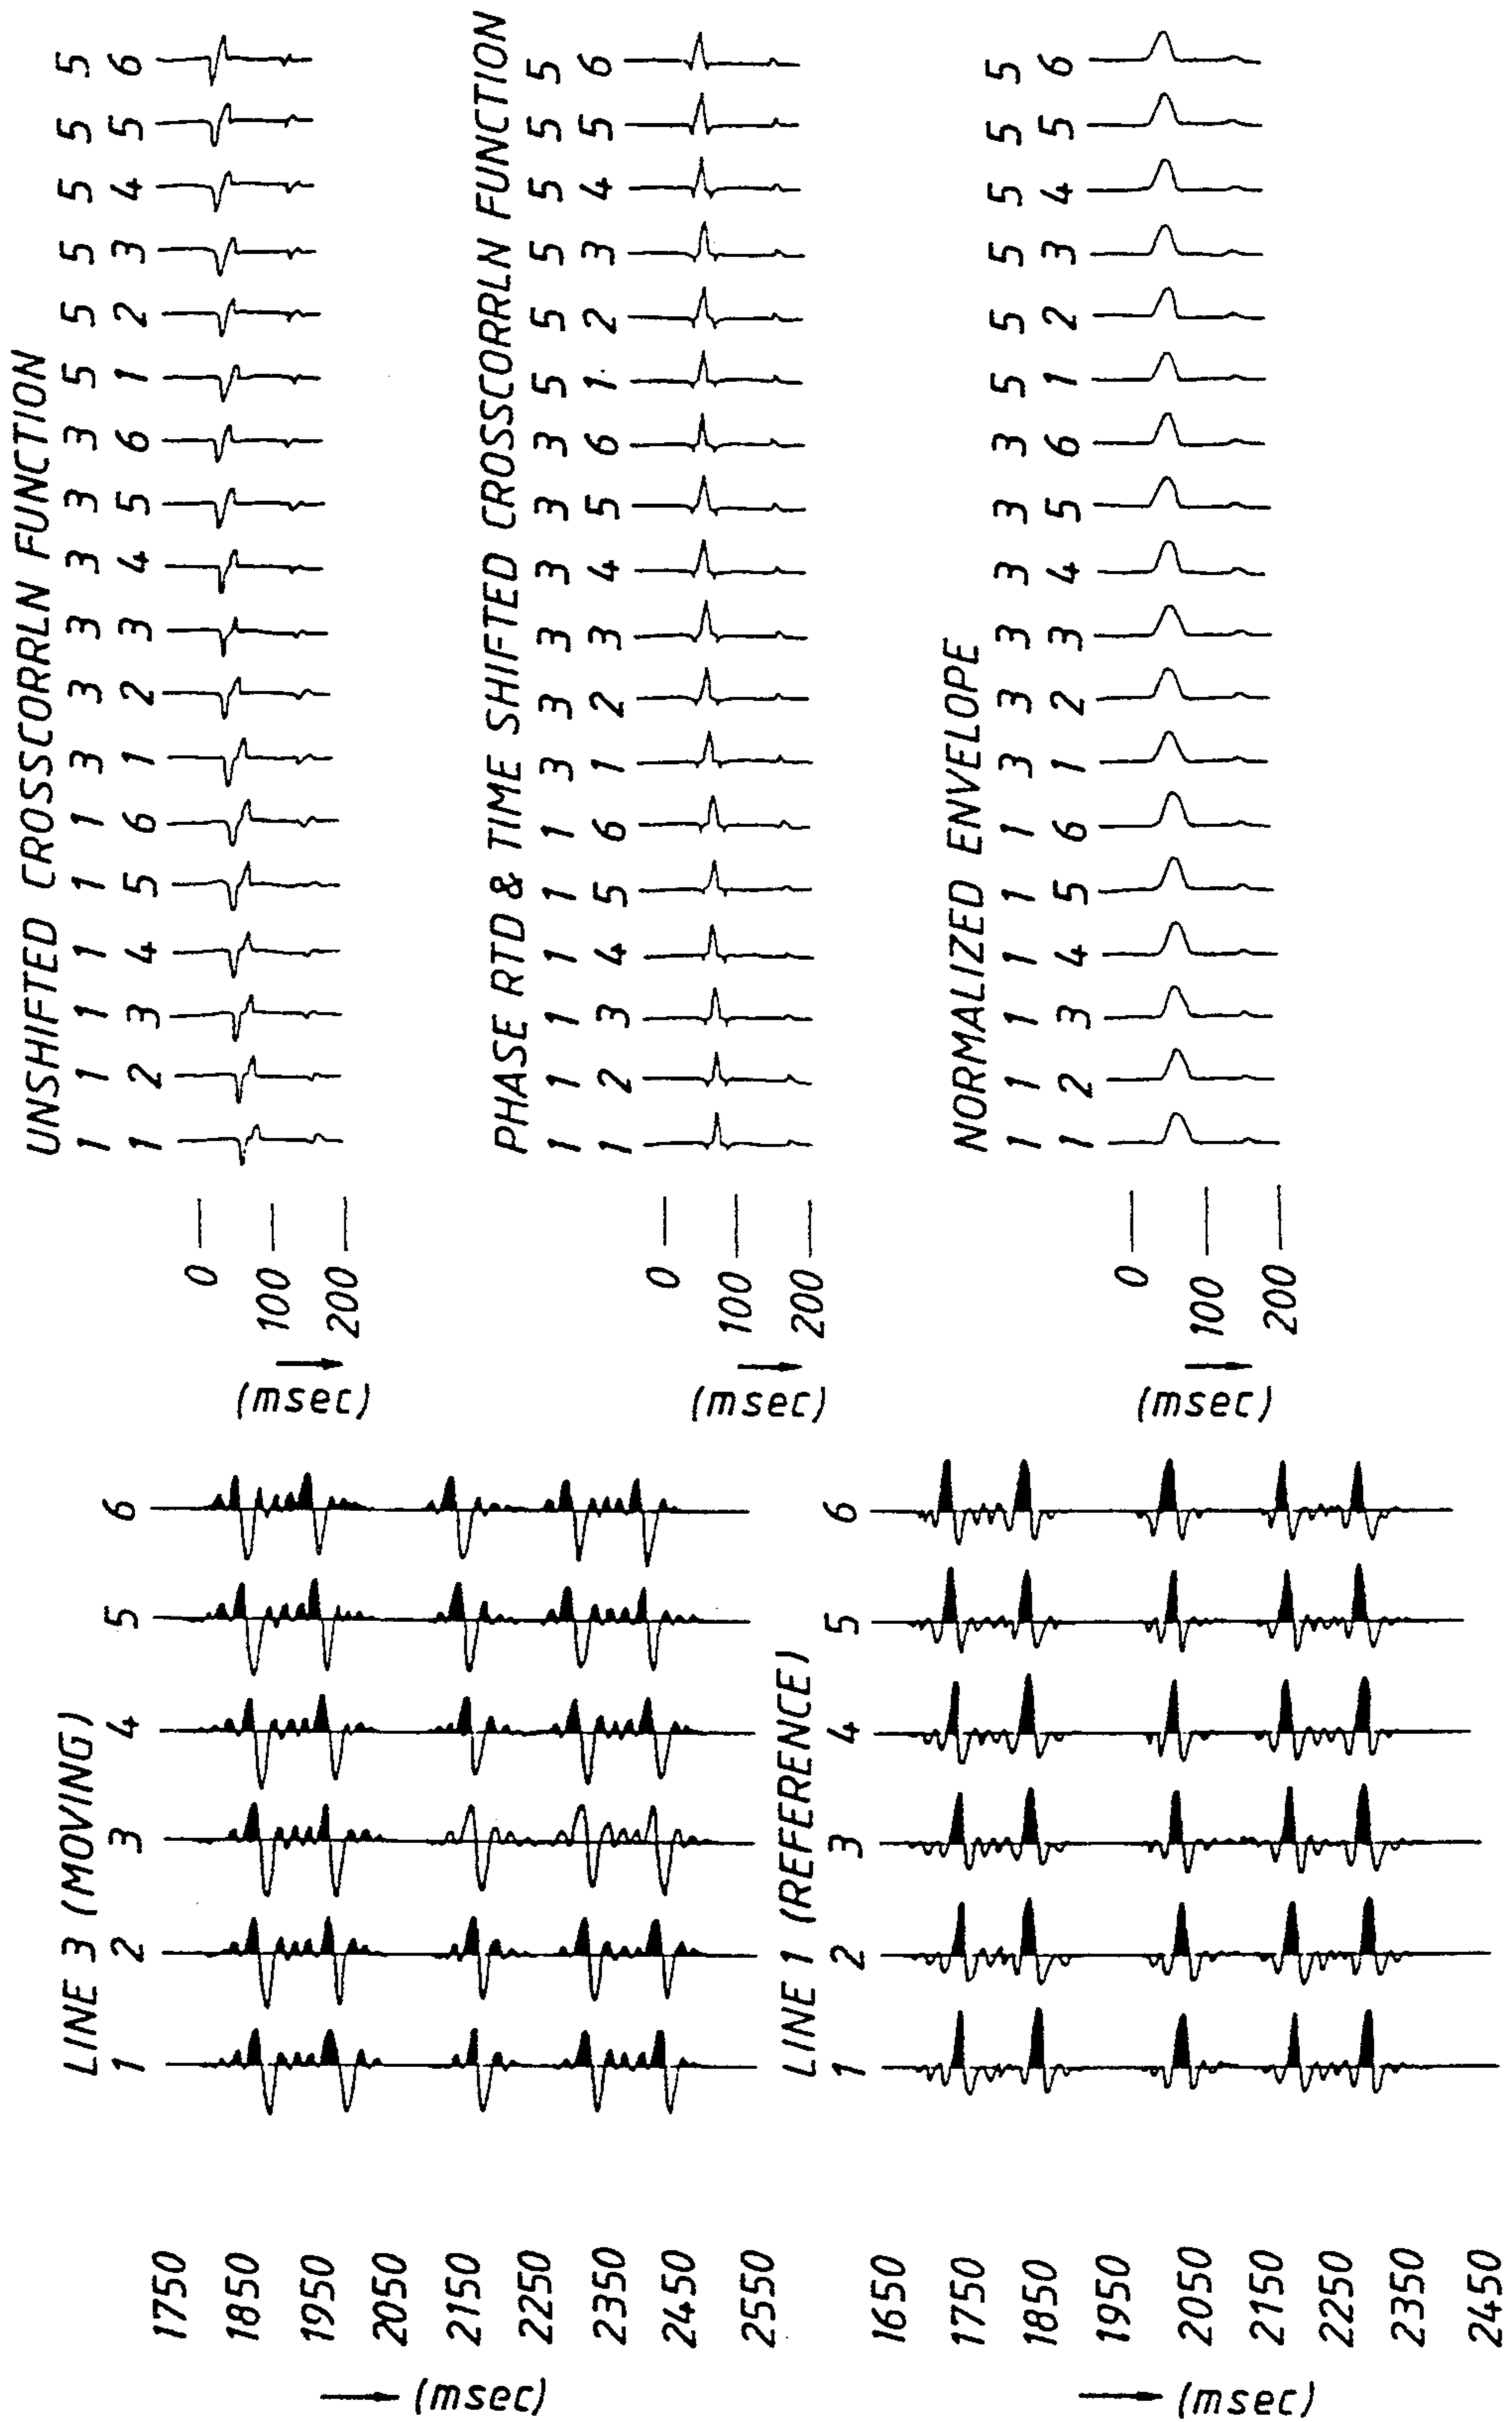 LINE 3 (MOVING)
1 2 3 4 5 6
1750
1850
1950
2050
2150
2250
2350
2450
2550
(msec)
LINE 1 (REFERENCE)
1 2 3 4 5 6
1650
1750
1850
1950
2050
2150
2250
2350
2450
(msec)
UNSHIFTED CROSSCORRLN FUNCTION
1 1 1 1 1 1 3 3 3 3 3 3 5 5 5 5 5 5
1 2 3 4 5 6 1 2 3 4 5 6 1 2 3 4 5 6
0
100
200
(msec)
PHASE RTD & TIME SHIFTED CROSSCORRLN FUNCTION
1 1 1 1 1 1 3 3 3 3 3 3 5 5 5 5 5 5
1 2 3 4 5 6 1 2 3 4 5 6 1 2 3 4 5 6
0
100
200
(msec)
NORMALIZED ENVELOPE
1 1 1 1 1 1 3 3 3 3 3 3 5 5 5 5 5 5
1 2 3 4 5 6 1 2 3 4 5 6 1 2 3 4 5 6
0
100
200
(msec)